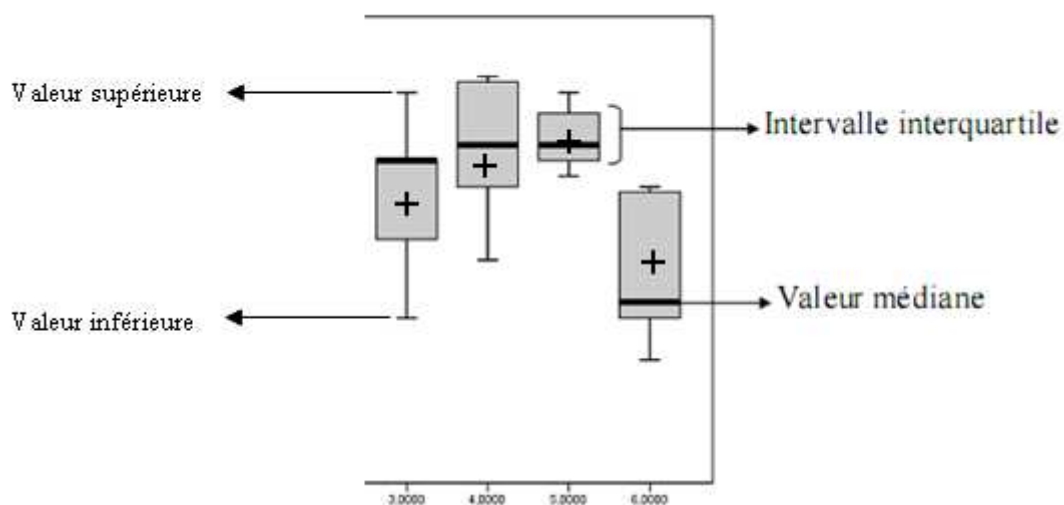 Valeur supérieure
Intervalle interquartile
Valeur médiane
Valeur inférieure
3,0000 4,0000 5,0000 6,0000